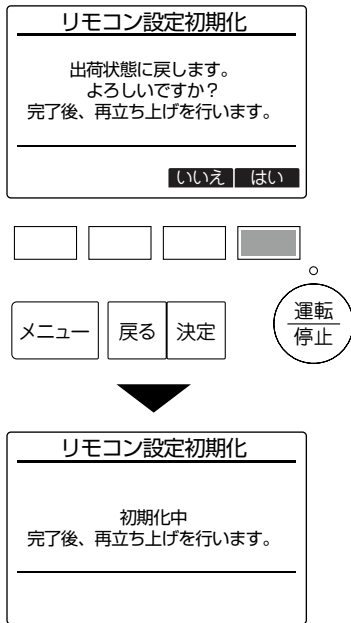 リモコン設定初期化
出荷状態に戻します。
よろしいですか？
完了後、再立ち上げを行います。
いいえ はい
メニュー 戻る 決定
運転
停止
リモコン設定初期化
初期化中
完了後、再立ち上げを行います。